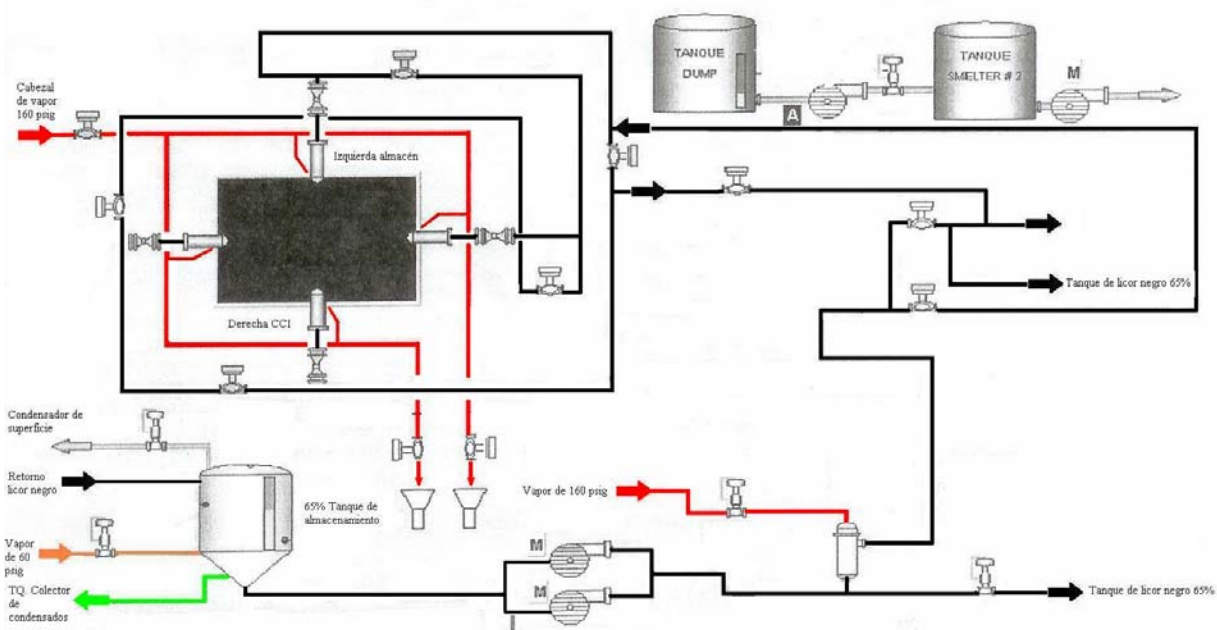 TANQUE
DUMP
TANQUE
SMELTER # 2
M
A
Cabezal
de vapor
160 psig
Izquierda almacén
Derecha CCI
Tanque de licor negro 65%
Condensador de
superficie
Retorno
licor negro
65% Tanque de
almacenamiento
Vapor de 160 psig
Vapor
de 60
psig
TQ. Colector
de
condensados
M
M
Tanque de licor negro 65%